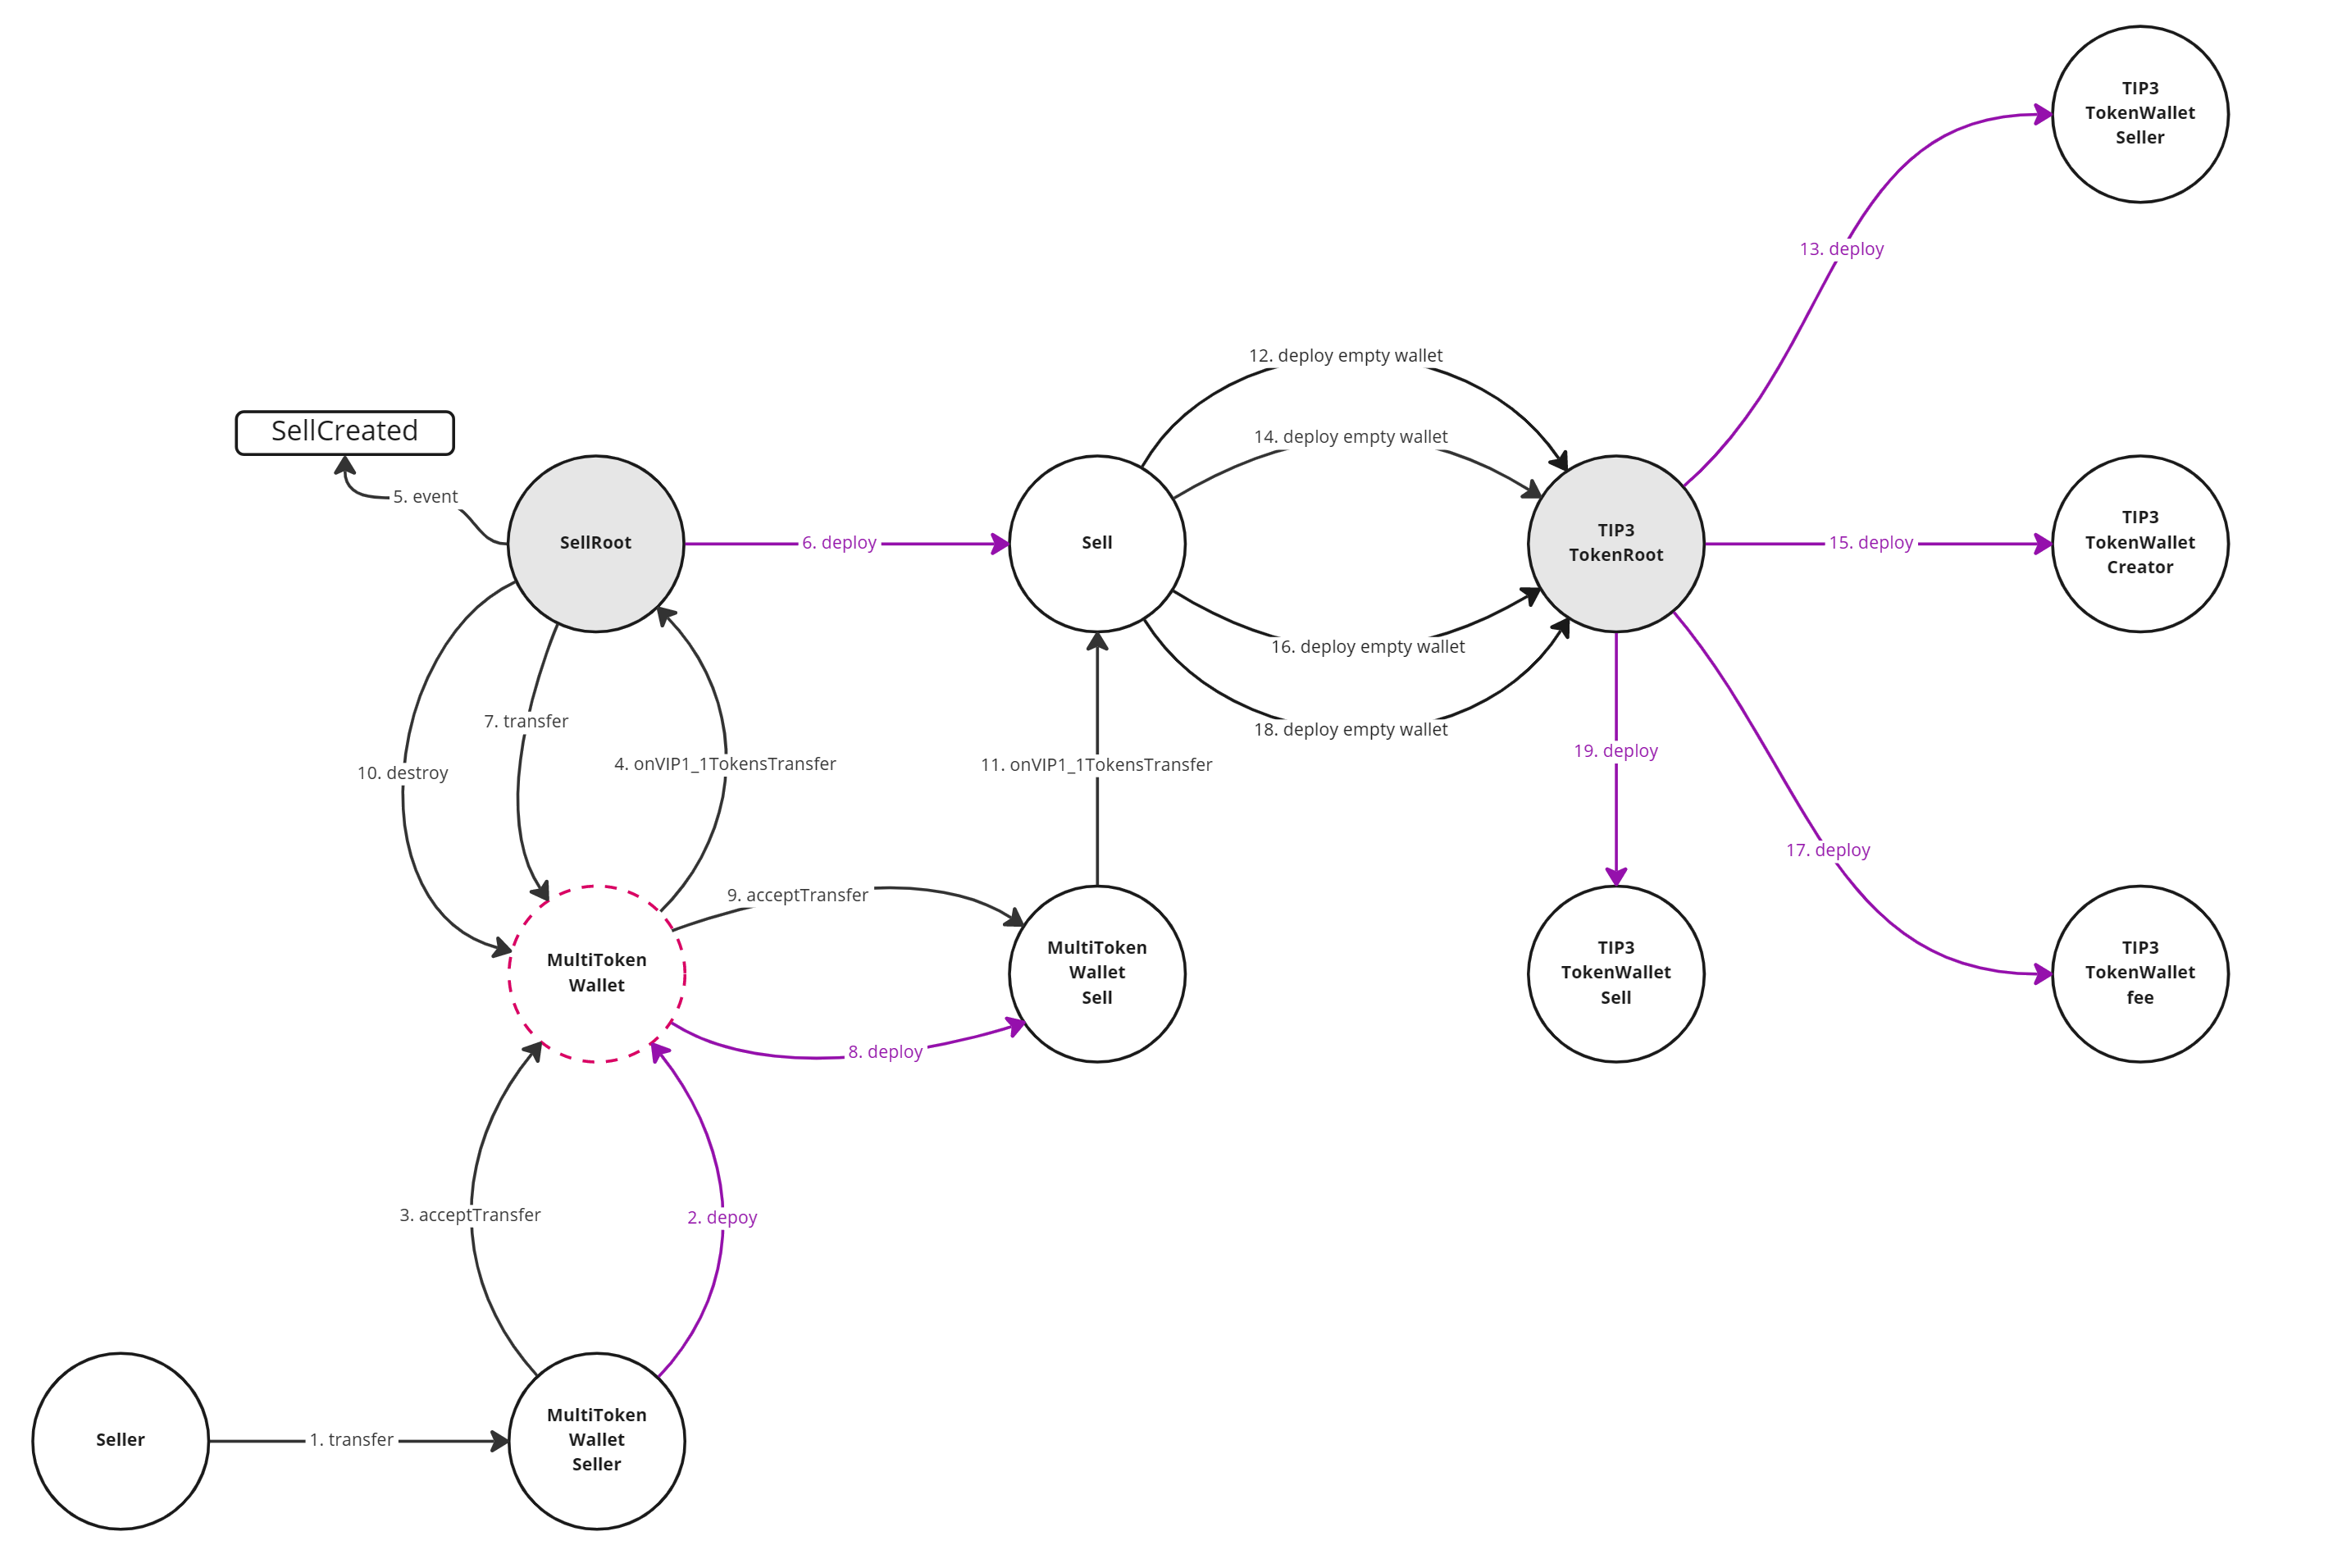 TIP3
TokenWallet
Seller
13. deploy
12. deploy empty wallet
14. deploy empty wallet
SellCreated
5. event
SellRoot
6. deploy
Sell
TIP3
TokenRoot
15. deploy
TIP3
TokenWallet
Creator
16. deploy empty wallet
18. deploy empty wallet
7. transfer
10. destroy
4. onVIP1_1TokensTransfer
11. onVIP1_1TokensTransfer
19. deploy
17. deploy
9. acceptTransfer
MultiToken
Wallet
MultiToken
Wallet
Sell
8. deploy
TIP3
TokenWallet
Sell
TIP3
TokenWallet
fee
3. acceptTransfer
2. depoy
Seller
1. transfer
MultiToken
Wallet
Seller